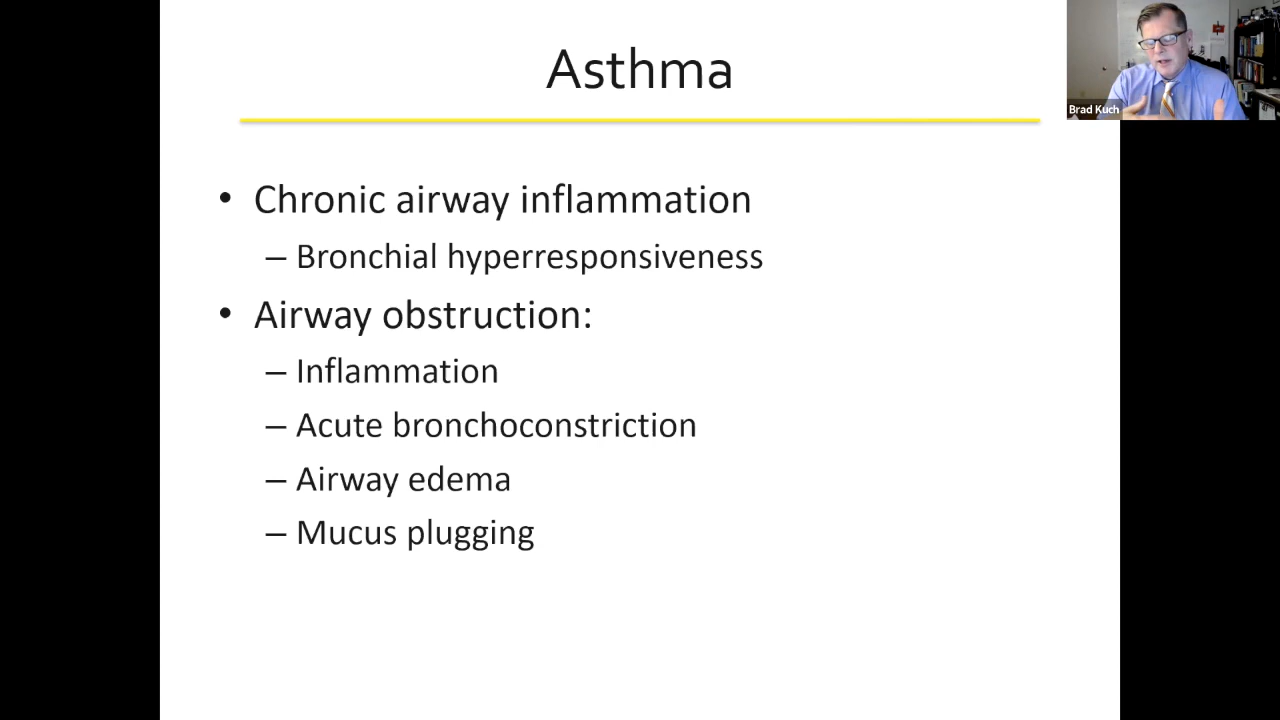 Asthma
Brad Kuch
• Chronic airway inflammation
– Bronchial hyperresponsiveness
• Airway obstruction:
– Inflammation
– Acute bronchoconstriction
– Airway edema
– Mucus plugging